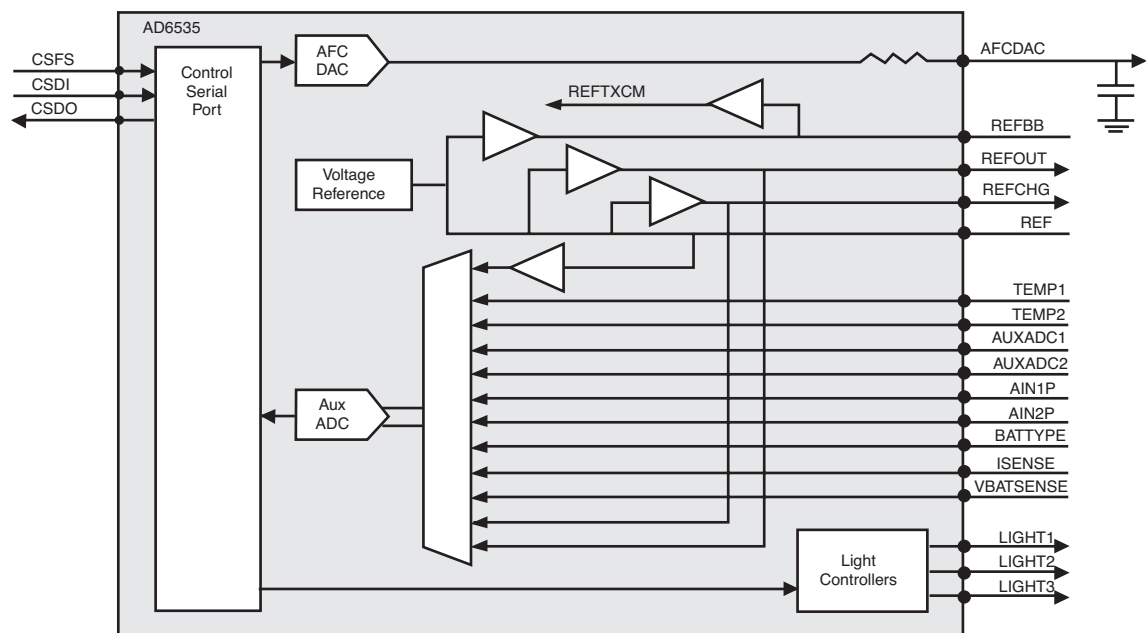 AD6535
CSFS
CSDI
CSDO
Control
Serial
Port
AFC
DAC
AFCDAC
REFTXCM
REFBB
Voltage
Reference
REFOUT
REFCHG
REF
TEMP1
TEMP2
AUXADC1
AUXADC2
Aux
ADC
AIN1P
AIN2P
BATTYPE
ISENSE
VBATSENSE
Light
Controllers
LIGHT1
LIGHT2
LIGHT3